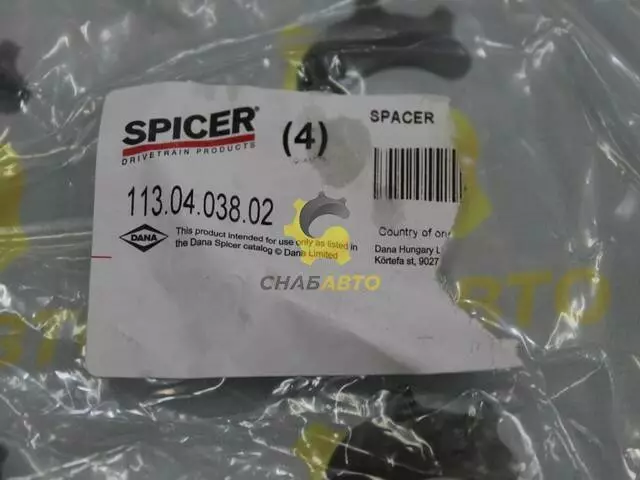 SPICER®
DRIVETRAIN PRODUCTS
(4)
SPACER
113.04.038.02
DANA
This product intended for use only as listed in
the Dana Spicer catalog © Dana Limited
Country of
Dana Hungary
Körtefa st, 9027
СНАБАВТО
АВТО